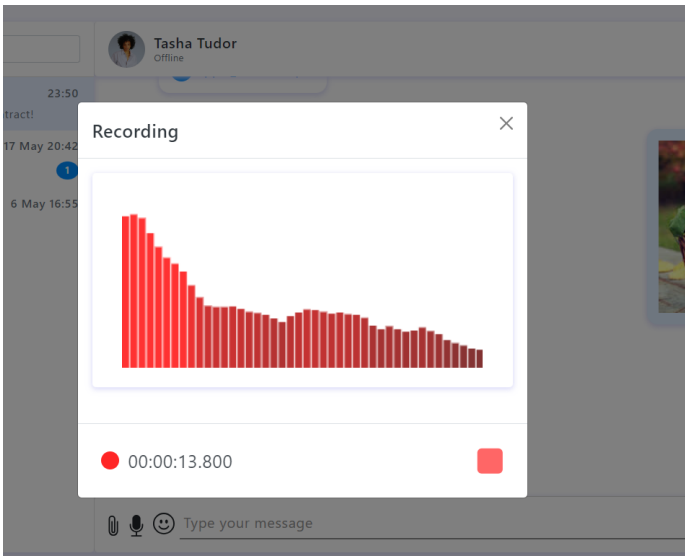 Tasha Tudor
Offline
23:50
tract!
17 May 20:42
1
6 May 16:55
Recording
00:00:13.800
Type your message